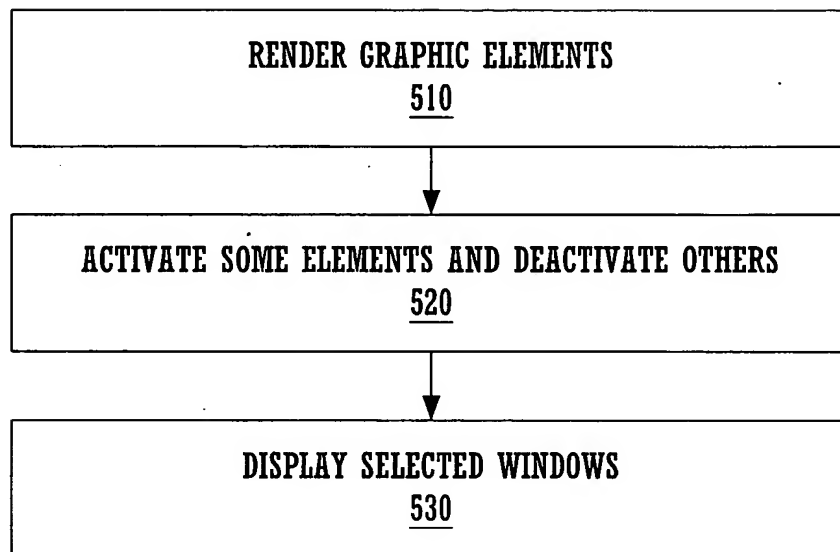 RENDER GRAPHIC ELEMENTS
510
ACTIVATE SOME ELEMENTS AND DEACTIVATE OTHERS
520
DISPLAY SELECTED WINDOWS
530